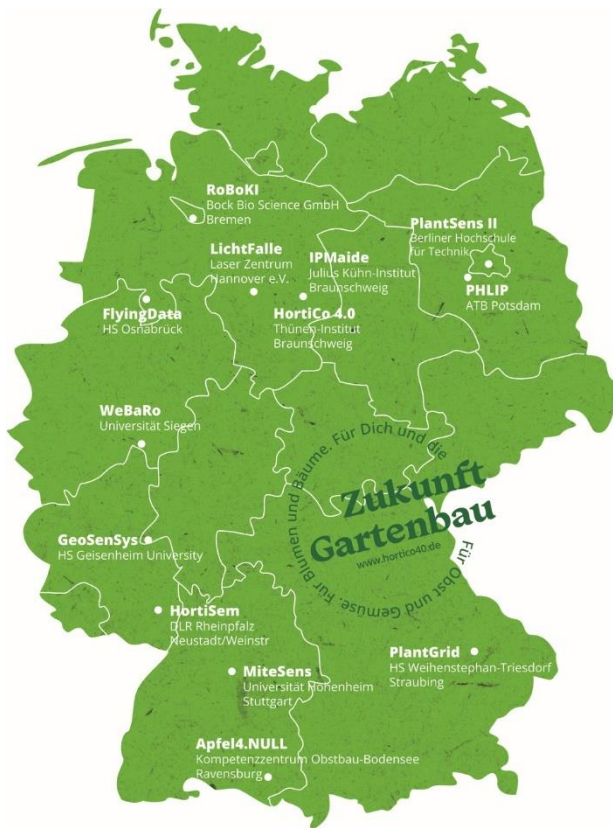 RoBoKI
Bock Bio Science GmbH
Bremen
PlantSens II
Berliner Hochschule
für Technik
LichtFalle
Laser Zentrum
Hannover e.V.
IPMaide
Julius Kühn-Institut
Braunschweig
PHLIP
ATB Potsdam
FlyingData
HS Osnabrück
HortiCo 4.0
Thünen-Institut
Braunschweig
WeBaRo
Universität Siegen
Für Obst und Gemüse. Für Blumen und Bäume. Für Dich und die
Zukunft
Gartenbau
www.hortico40.de
GeoSenSys
HS Geisenheim University
HortiSem
DLR Rheinpfalz
Neustadt/Weinstr
PlantGrid
HS Weihenstephan-Triesdorf
Straubing
MiteSens
Universität Hohenheim
Stuttgart
Apfel4.NULL
Kompetenzzentrum Obstbau-Bodensee
Ravensburg